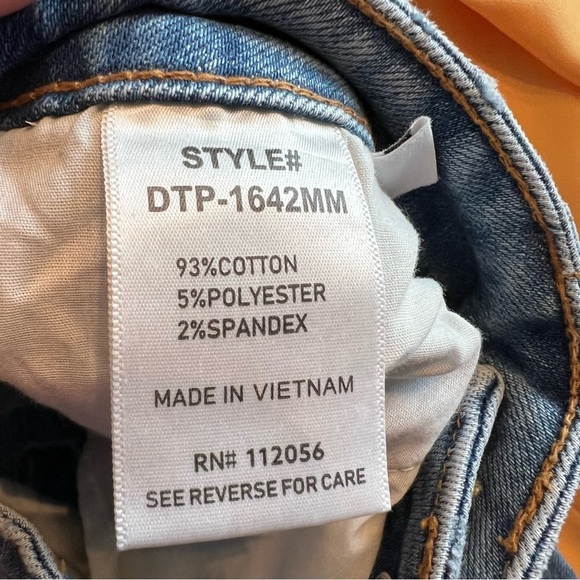 STYLE#
DTP-1642MM
93%COTTON
5%POLYESTER
2%SPANDEX
MADE IN VIETNAM
RN# 112056
SEE REVERSE FOR CARE